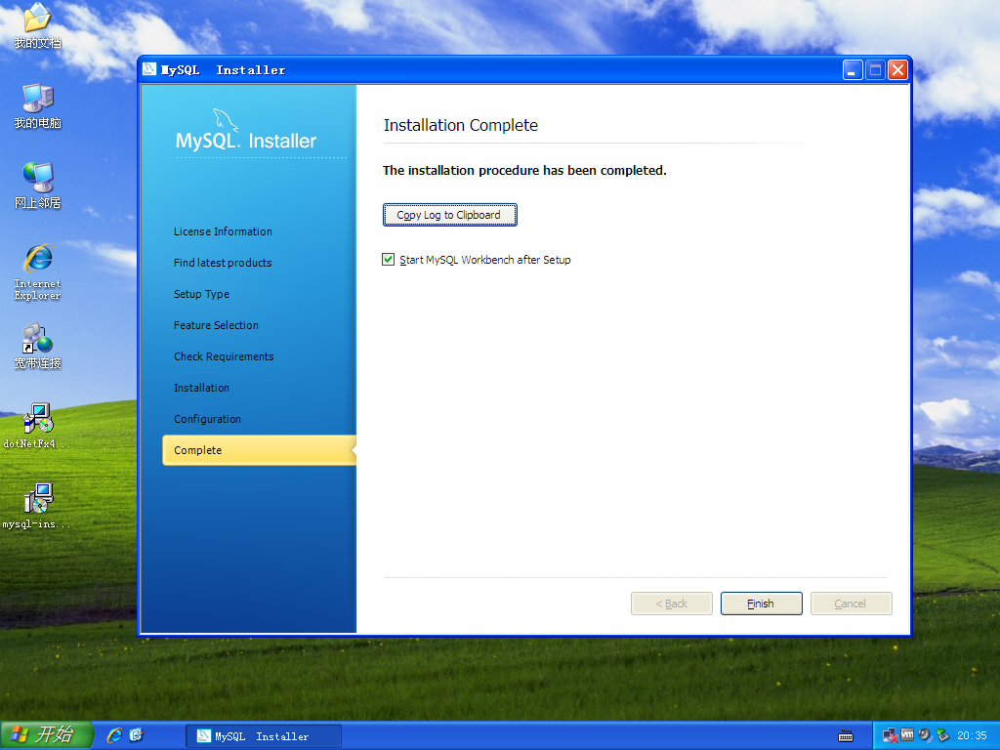 我的文档
我的电脑
网上邻居
Internet
Explorer
宽带连接
dotNetFx4...
mysql-ins...
MySQL Installer
MySQL. Installer
License Information
Find latest products
Setup Type
Feature Selection
Check Requirements
Installation
Configuration
Complete
Installation Complete
The installation procedure has been completed.
Copy Log to Clipboard
Start MySQL Workbench after Setup
< Back
Finish
Cancel
开始
MySQL Installer
vm
20:35